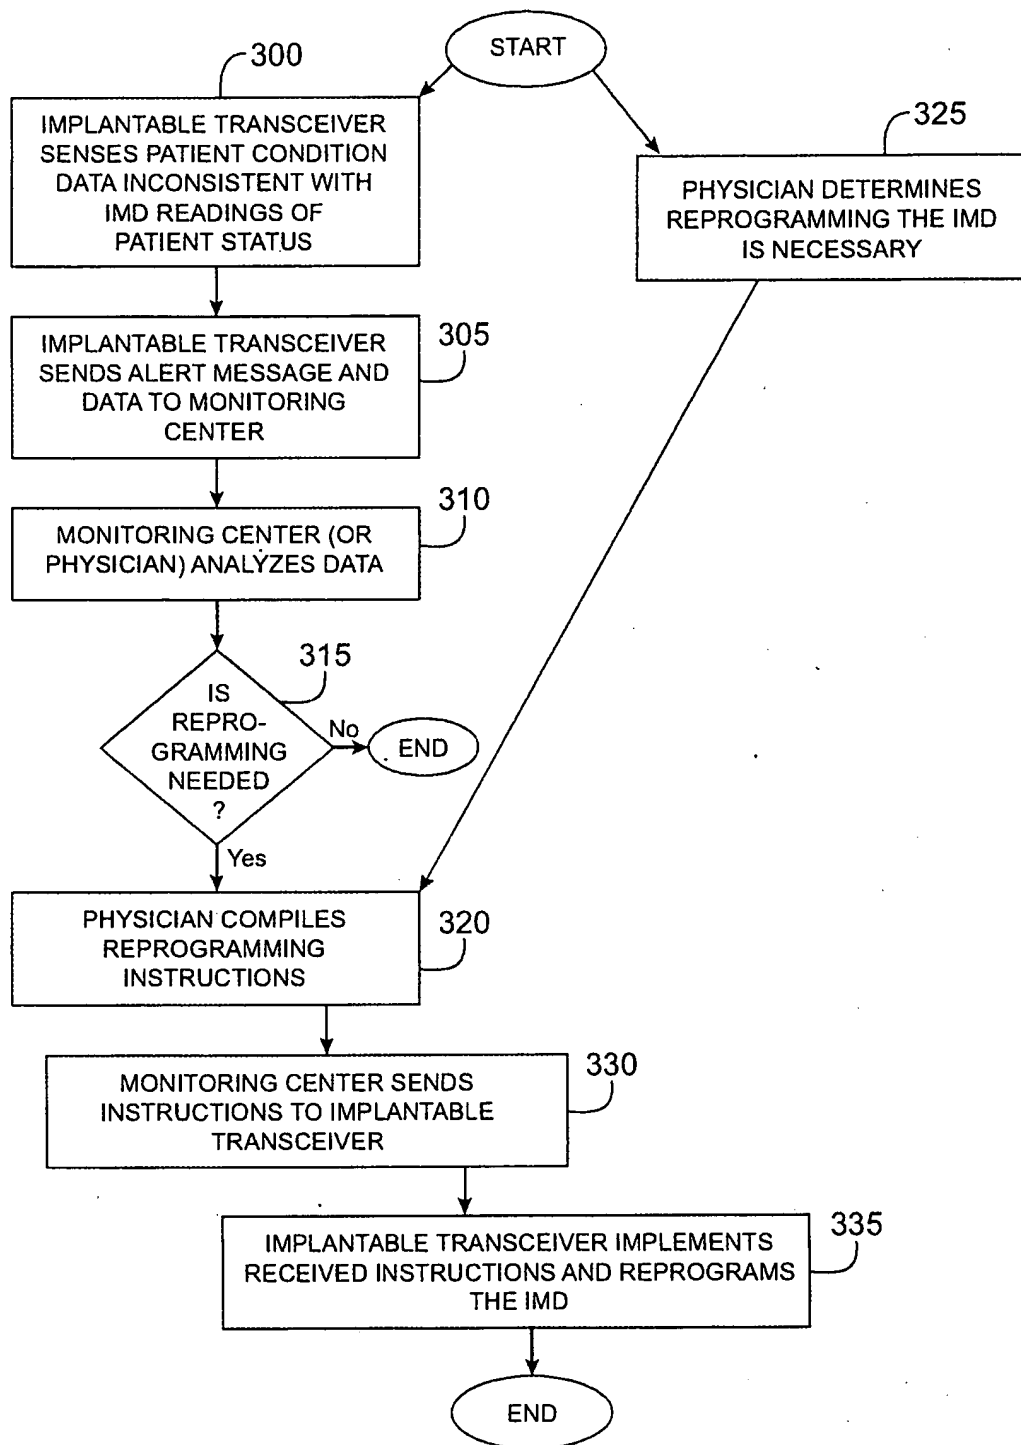 START
300
IMPLANTABLE TRANSCEIVER
SENSES PATIENT CONDITION
DATA INCONSISTENT WITH
IMD READINGS OF
PATIENT STATUS
325
PHYSICIAN DETERMINES
REPROGRAMMING THE IMD
IS NECESSARY
305
IMPLANTABLE TRANSCEIVER
SENDS ALERT MESSAGE AND
DATA TO MONITORING
CENTER
310
MONITORING CENTER (OR
PHYSICIAN) ANALYZES DATA
315
IS
REPRO-
GRAMMING
NEEDED
?
No
END
Yes
PHYSICIAN COMPILES
REPROGRAMMING
INSTRUCTIONS
320
MONITORING CENTER SENDS
INSTRUCTIONS TO IMPLANTABLE
TRANSCEIVER
330
IMPLANTABLE TRANSCEIVER IMPLEMENTS
RECEIVED INSTRUCTIONS AND REPROGRAMS
THE IMD
335
END